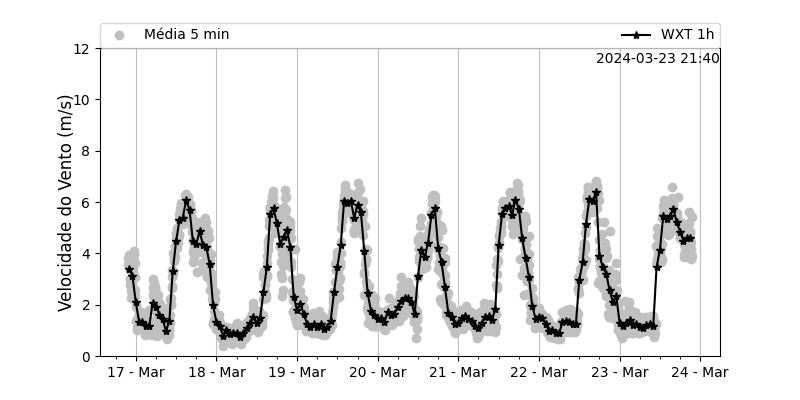 Média 5 min
WXT 1h
2024-03-23 21:40
Velocidade do Vento (m/s)
12
10
8
6
4
2
0
17 - Mar
18 - Mar
19 - Mar
20 - Mar
21 - Mar
22 - Mar
23 - Mar
24 - Mar